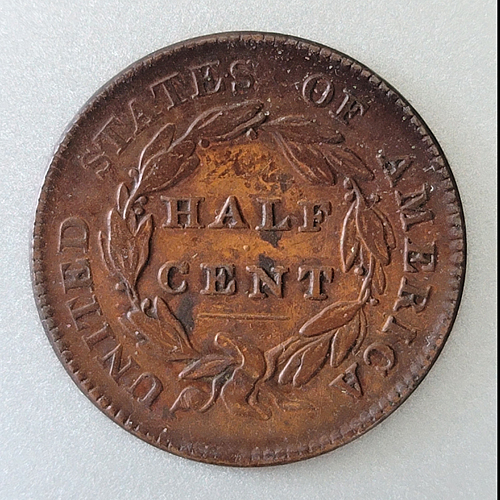 UNITED STATES OF AMERICA
HALF
CENT